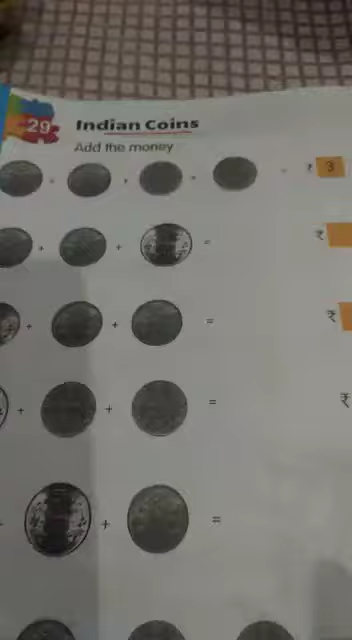 29
Indian Coins
Add the money
+ + + = ₹ 3
+ + = ₹
+ + = ₹
+ + = ₹
+ + =